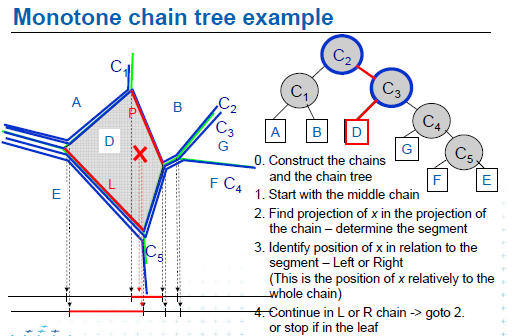 Monotone chain tree example
C1
A
B
C2
C3
G
P
D
E
L
F C4
C5
C2
C1
C3
A
B
D
C4
G
C5
F
E
0. Construct the chains
and the chain tree
1. Start with the middle chain
2. Find projection of x in the projection of
the chain – determine the segment
3. Identify position of x in relation to the
segment – Left or Right
(This is the position of x relatively to the
whole chain)
4. Continue in L or R chain -> goto 2.
or stop if in the leaf